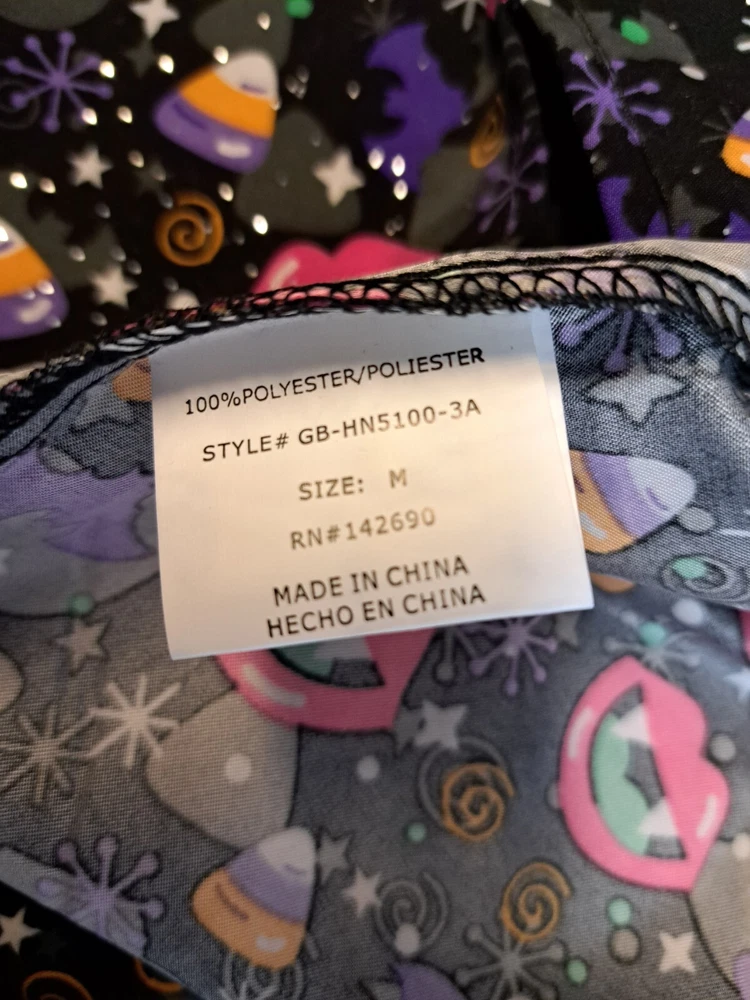 100%POLYESTER/POLIESTER
STYLE# GB-HN5100-3A
SIZE: M
RN#142690
MADE IN CHINA
HECHO EN CHINA